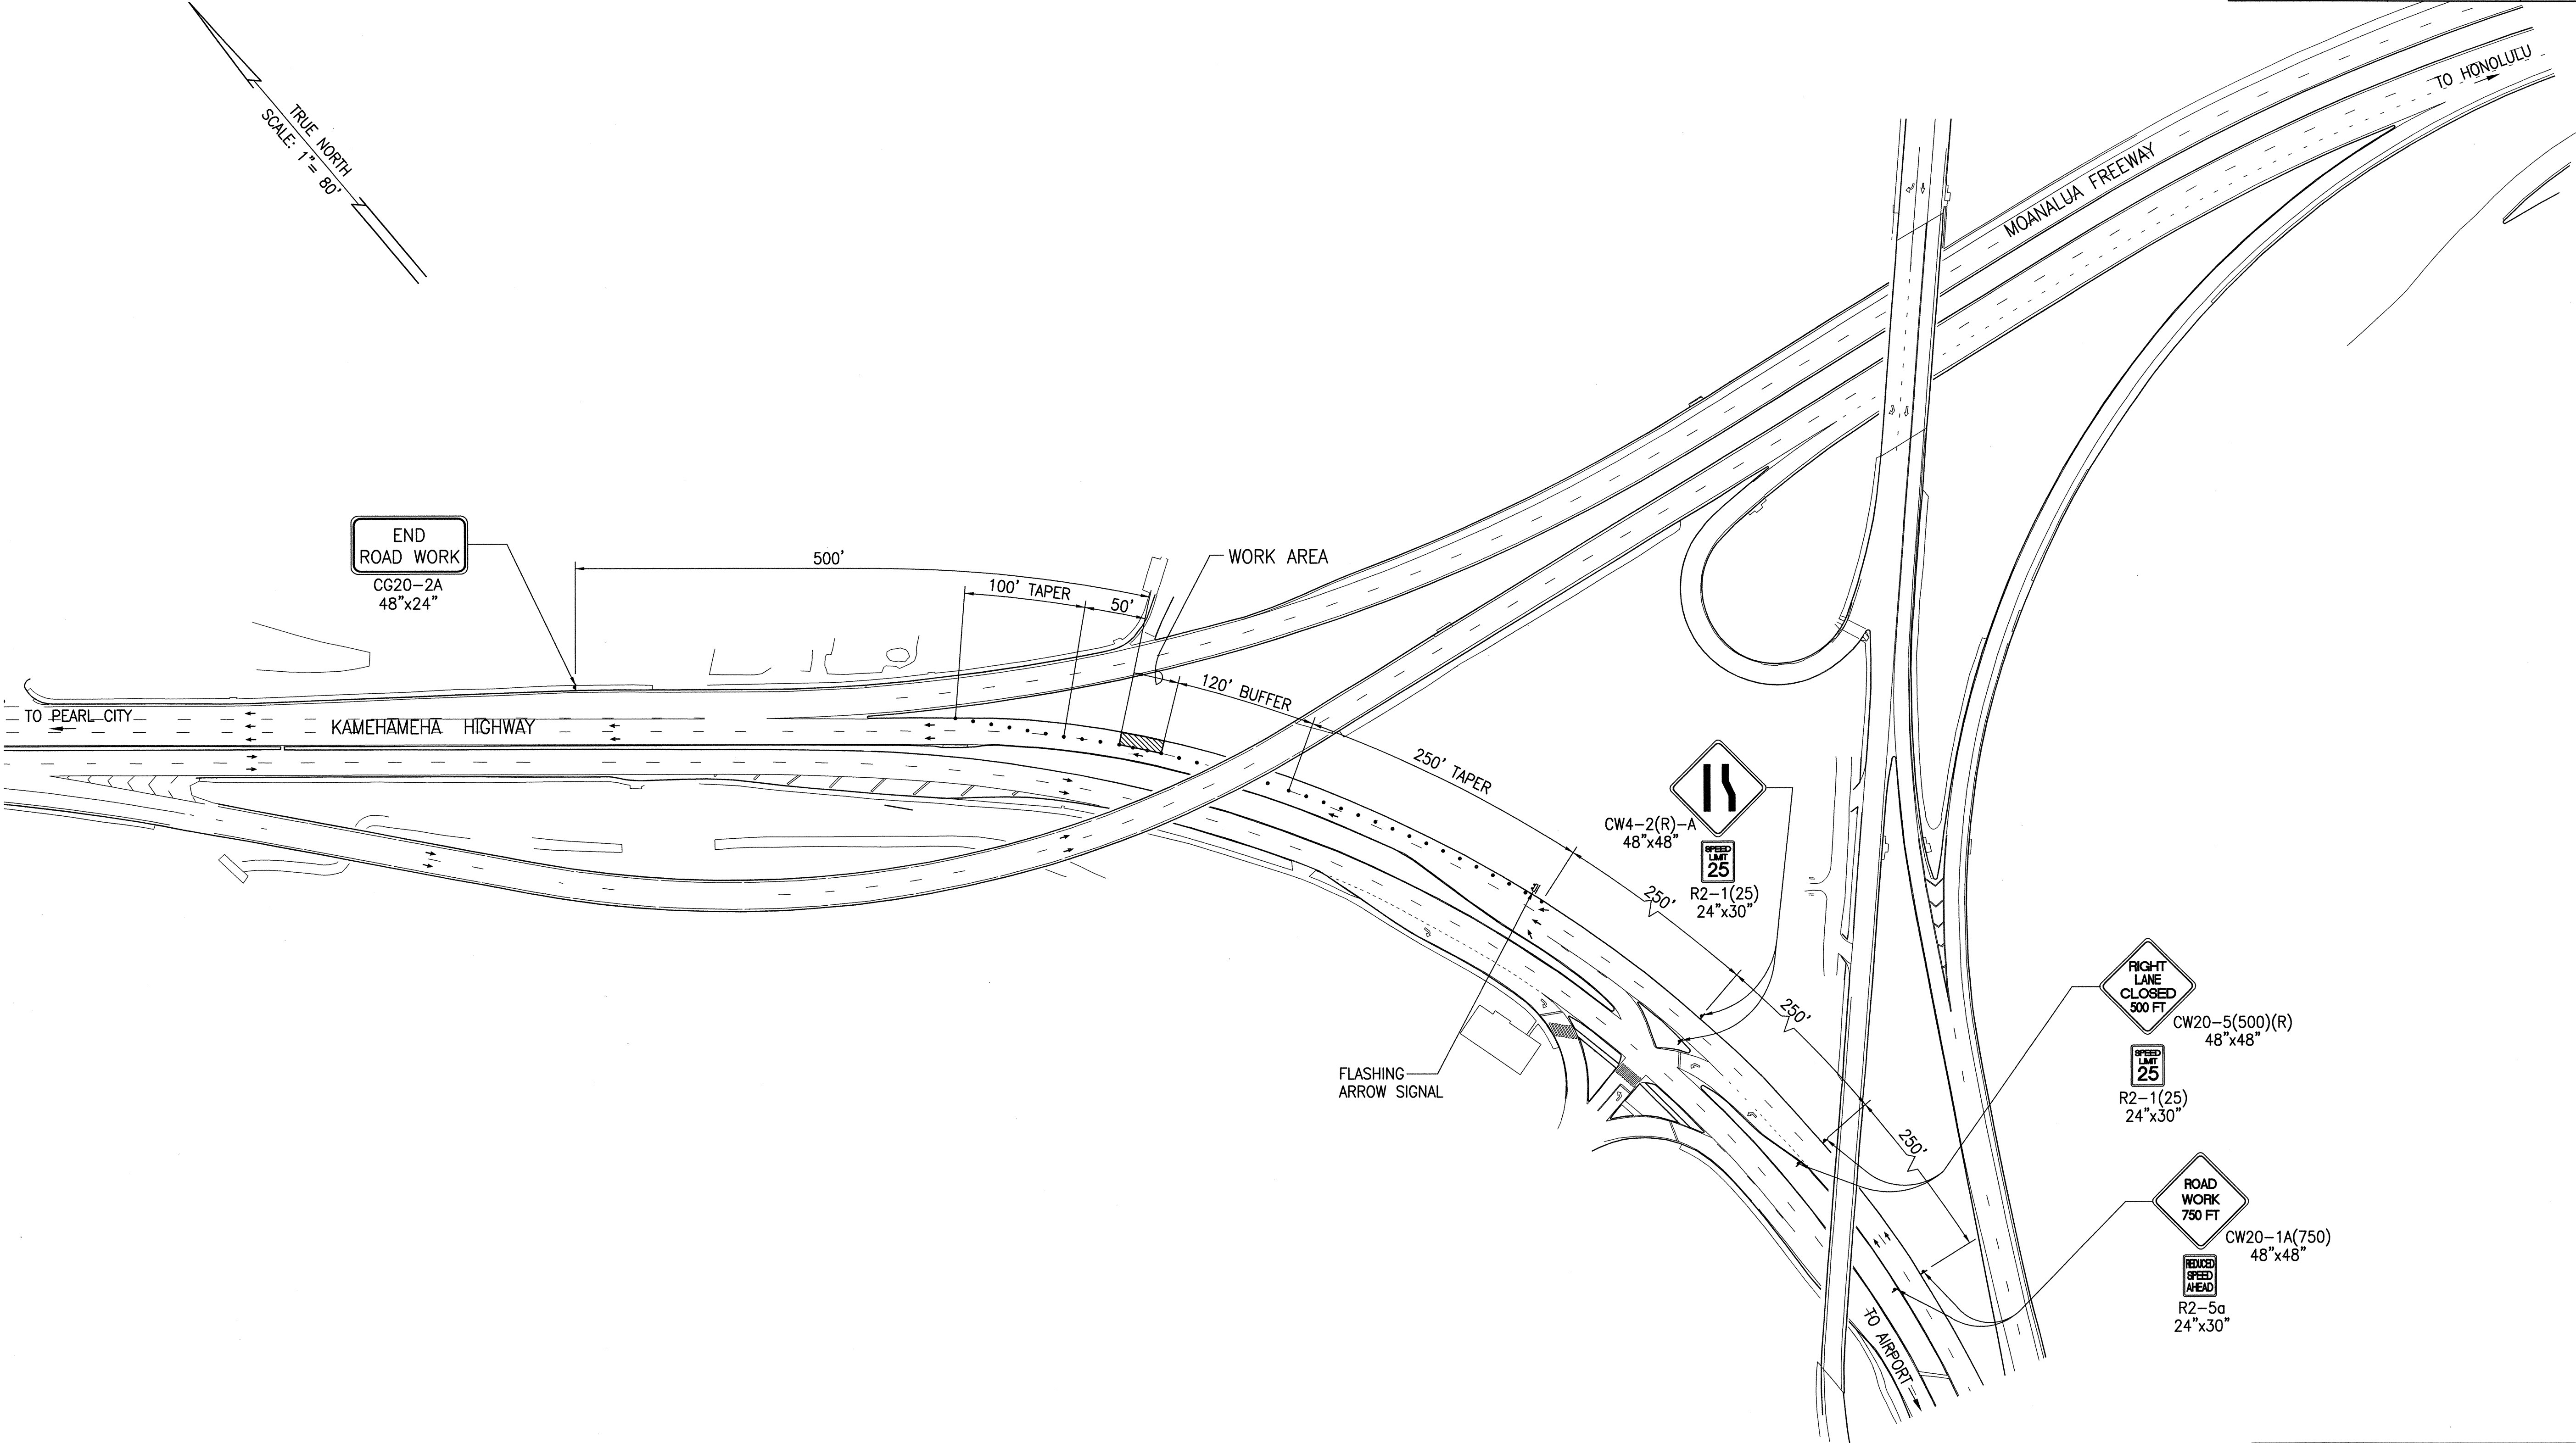 TO HONOLULU
MOANALUA FREEWAY
TRUE NORTH
SCALE: 1"= 80'
END
ROAD WORK
CG20-2A
48"x24"
500'
100' TAPER
50'
WORK AREA
120' BUFFER
250' TAPER
TO PEARL CITY
KAMEHAMEHA HIGHWAY
CW4-2(R)-A
48"x48"
SPEED
LIMIT
25
R2-1(25)
24"x30"
250'
250'
250'
RIGHT
LANE
CLOSED
500 FT
CW20-5(500)(R)
48"x48"
SPEED
LIMIT
25
R2-1(25)
24"x30"
FLASHING
ARROW SIGNAL
ROAD
WORK
750 FT
CW20-1A(750)
48"x48"
REDUCED
SPEED
AHEAD
R2-5a
24"x30"
TO AIRPORT